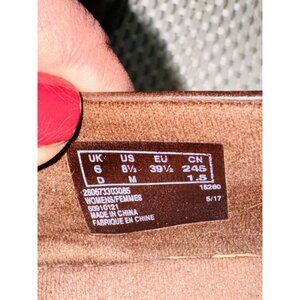 UK US EU CN
6 8½ 39½ 245
D M 1.5
260673303085 15260
WOMENS/FEMMES 5/17
60910121
MADE IN CHINA
FABRIQUE EN CHINE